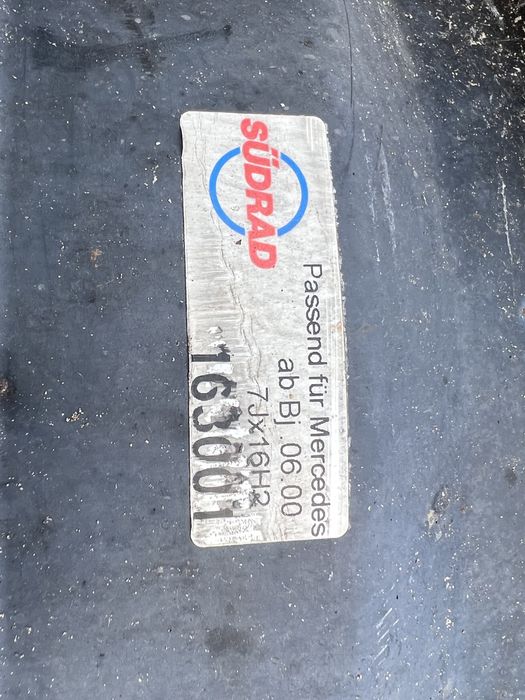 SÜDRAD
Passend für Mercedes
ab Bj .06.00
7Jx16H2
163001